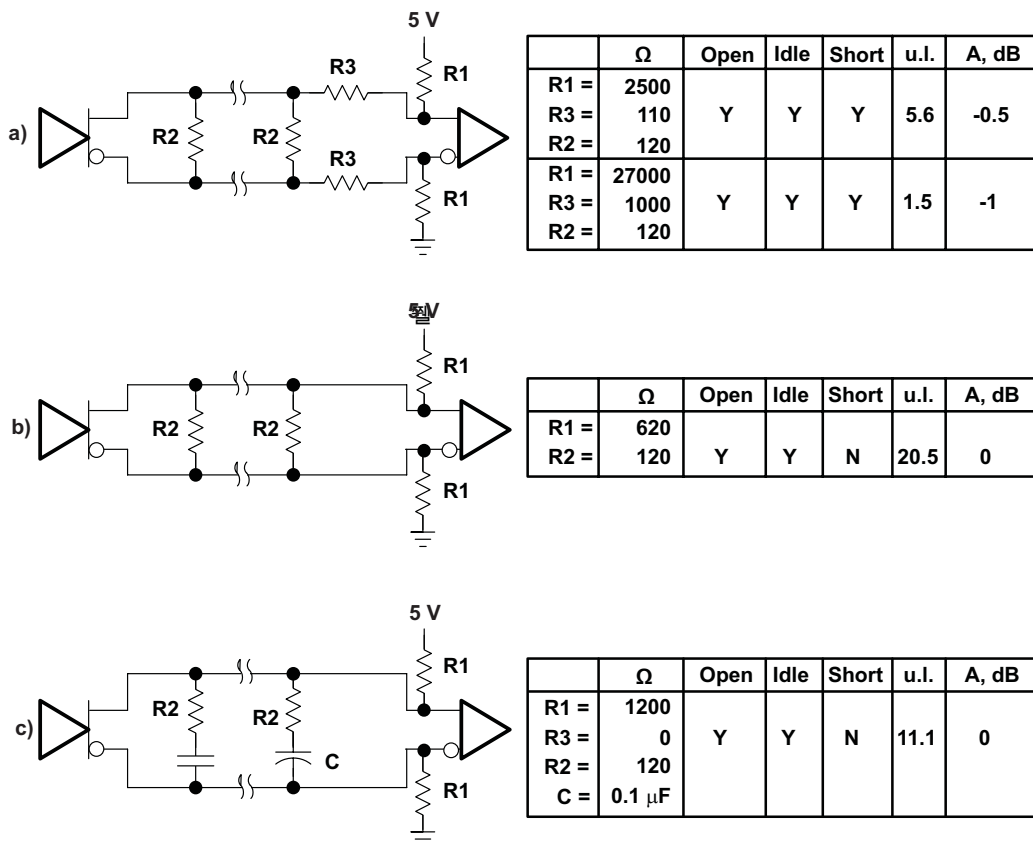 5 V
R3
R1
a)
R2
R2
R3
R1
Ω Open Idle Short u.l. A, dB
R1 = 2500
R3 = 110 Y Y Y 5.6 -0.5
R2 = 120
R1 = 27000
R3 = 1000 Y Y Y 1.5 -1
R2 = 120
R1
b)
R2
R2
R1
Ω Open Idle Short u.l. A, dB
R1 = 620
R2 = 120 Y Y N 20.5 0
5 V
R1
c)
R2
R2
C
R1
Ω Open Idle Short u.l. A, dB
R1 = 1200
R3 = 0 Y Y N 11.1 0
R2 = 120
C = 0.1 μF